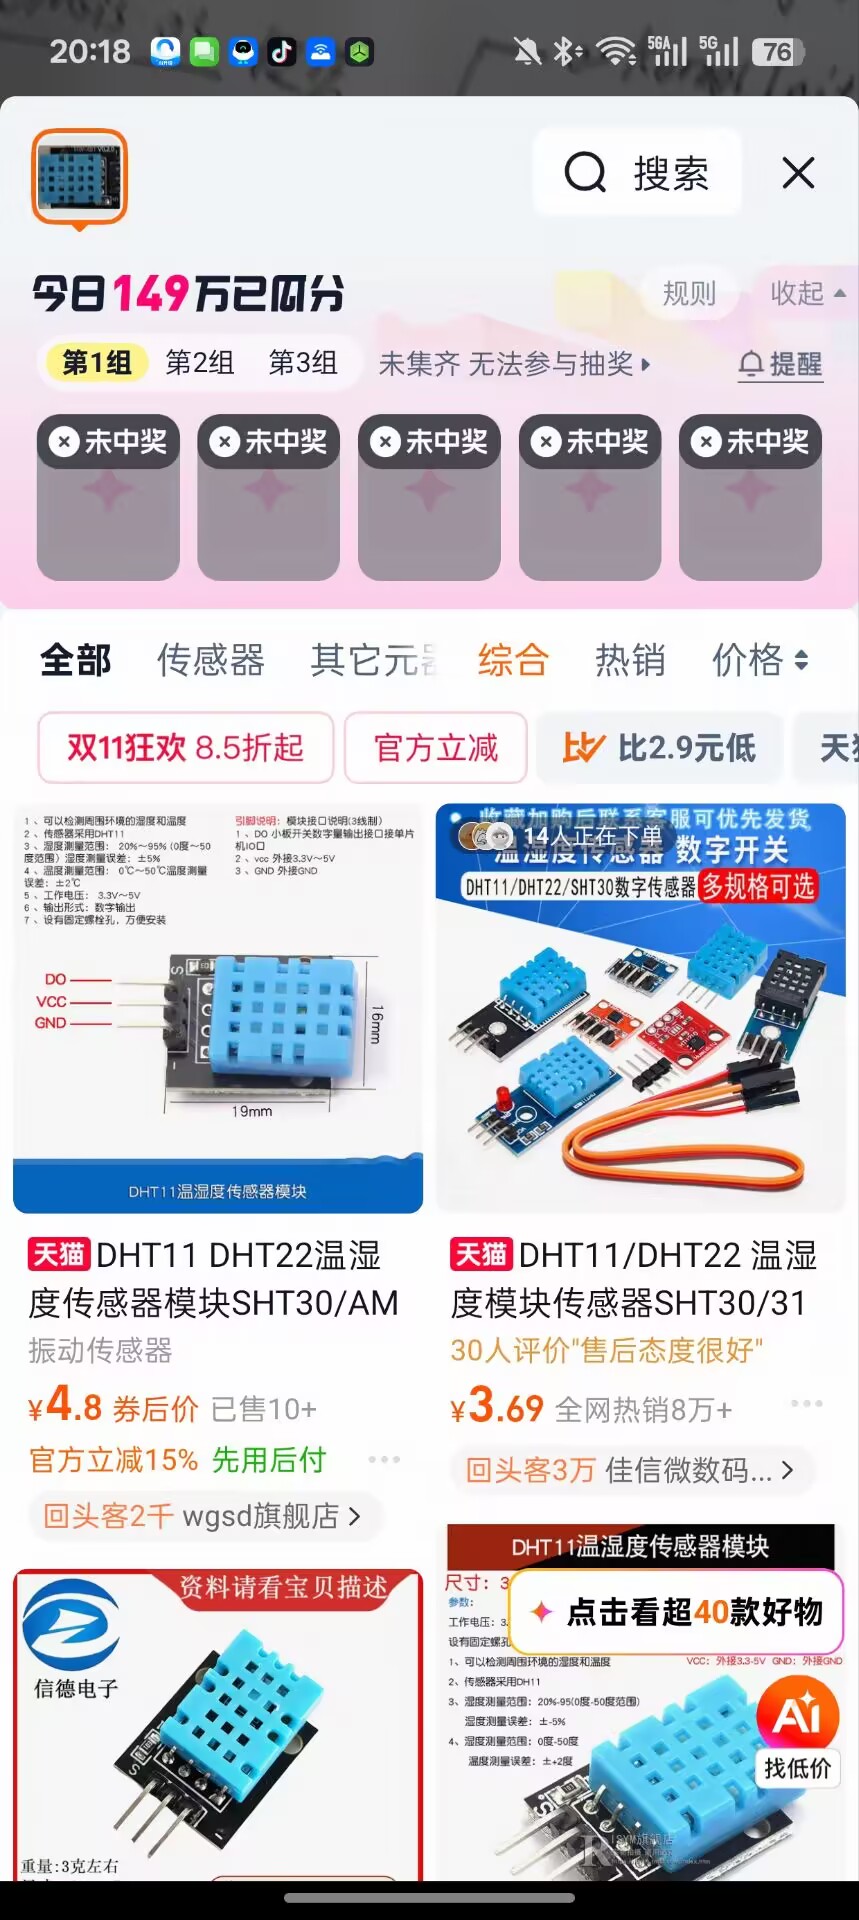 20:18
5GA
5G
76
搜索
今日149万已瓜分
规则
收起
第1组
第2组
第3组
未集齐 无法参与抽奖
提醒
未中奖
未中奖
未中奖
未中奖
未中奖
全部
传感器
其它元
综合
热销
价格
双11狂欢 8.5折起
官方立减
比2.9元低
天
1、可以检测周围环境的湿度和温度
2、传感器采用DHT11
3、湿度测量范围：20%~95%（0度~50
度范围）湿度测量误差：±5%
4、温度测量范围：0℃~50℃温度测量
误差：±2℃
5、工作电压：3.3V~5V
6、输出形式：数字输出
7、设有固定螺栓孔，方便安装
引脚说明：模块接口说明(3线制)
1、DO 小板开关数字量输出接口接单片
机IO口
2、vcc 外接3.3V~5V
3、GND 外接GND
DO
VCC
GND
S
16mm
19mm
DHT11温湿度传感器模块
收藏加购后联系客服可优先发货
14人正在下单
温湿度传感器 数字开关
DHT11/DHT22/SHT30数字传感器 多规格可选
天猫 DHT11 DHT22温湿
度传感器模块SHT30/AM
振动传感器
¥4.8 券后价 已售10+
官方立减15% 先用后付
回头客2千 wgsd旗舰店
天猫 DHT11/DHT22 温湿
度模块传感器SHT30/31
30人评价"售后态度很好"
¥3.69 全网热销8万+
回头客3万 佳信微数码...
资料请看宝贝描述
信德电子
S
重量:3克左右
DHT11温湿度传感器模块
尺寸：3
参数：
工作电压：3.
设有固定螺孔
VCC：外接3.3-5V GND：外接GND
1、可以检测周围环境的湿度和温度
2、传感器采用DH11
3、湿度测量范围：20%-95(0度-50度范围)
湿度测量误差：±-5%
4、温度测量范围：0度-50度
温度测量误差：±+2度
点击看超40款好物
Ai
找低价